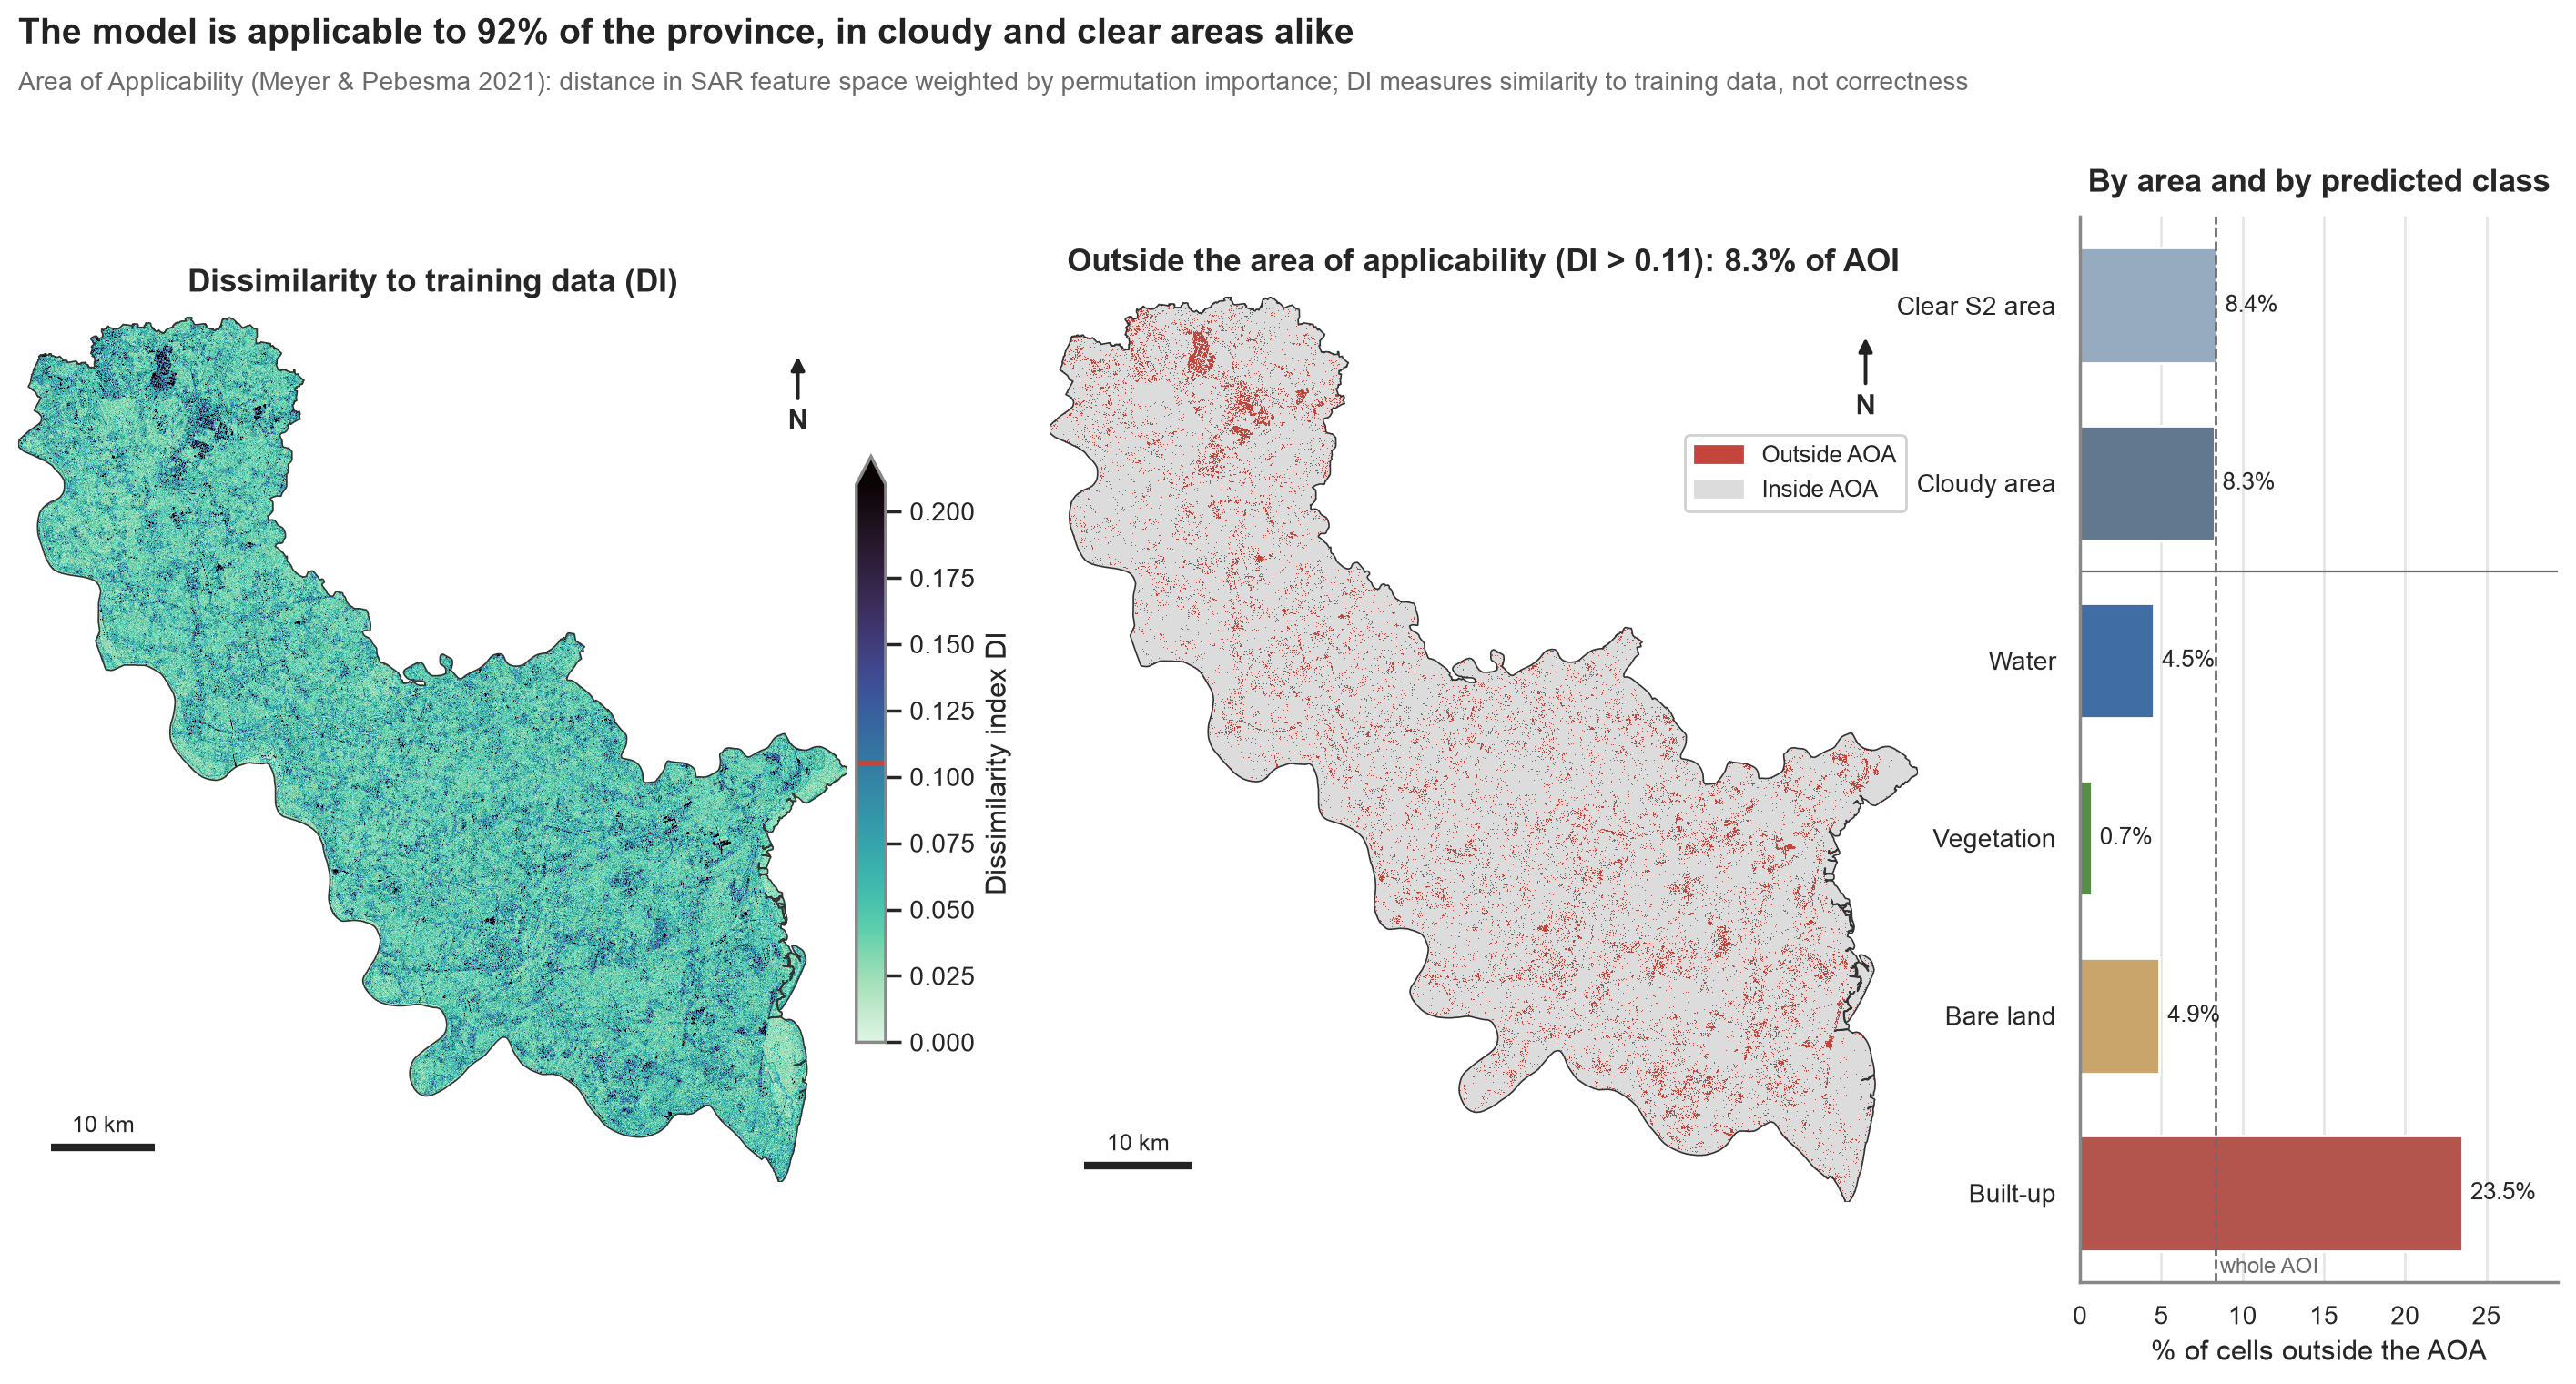 The model is applicable to 92% of the province, in cloudy and clear areas alike
Area of Applicability (Meyer & Pebesma 2021): distance in SAR feature space weighted by permutation importance; DI measures similarity to training data, not correctness
Dissimilarity to training data (DI)
N
10 km
0.200
0.175
0.150
0.125
0.100
0.075
0.050
0.025
0.000
Dissimilarity index DI
Outside the area of applicability (DI > 0.11): 8.3% of AOI
N
Outside AOA
Inside AOA
10 km
By area and by predicted class
Clear S2 area
8.4%
Cloudy area
8.3%
Water
4.5%
Vegetation
0.7%
Bare land
4.9%
Built-up
23.5%
whole AOI
0 5 10 15 20 25
% of cells outside the AOA